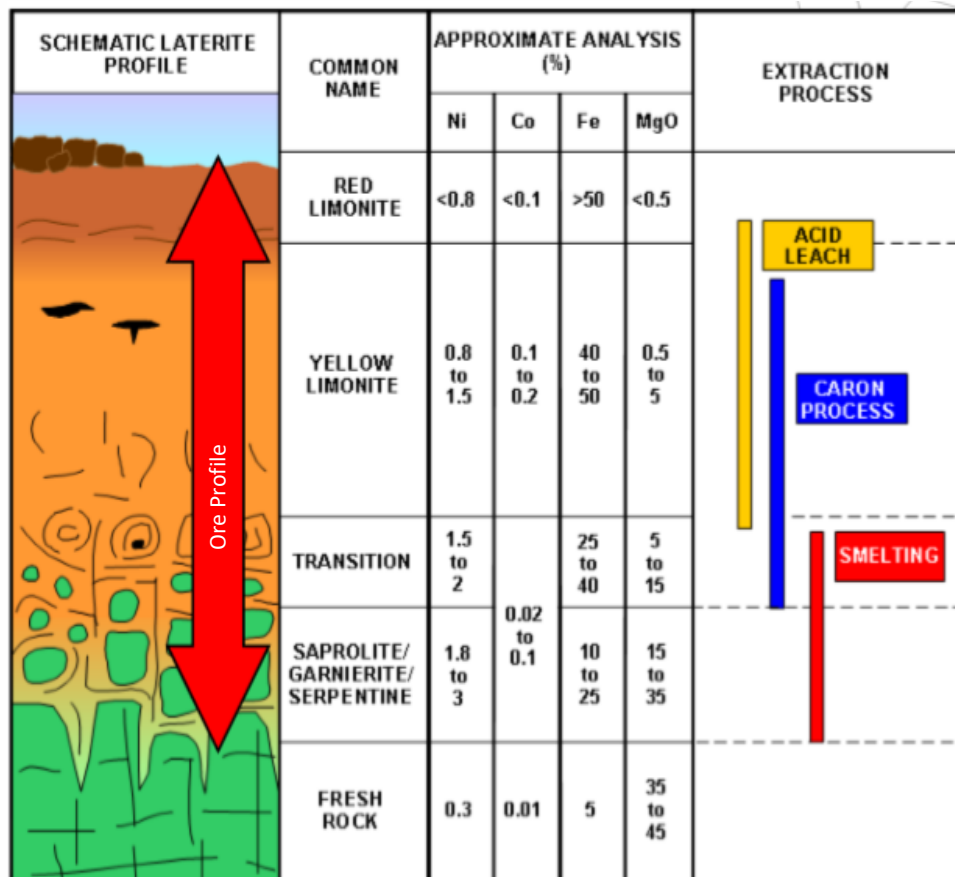 SCHEMATIC LATERITE
PROFILE
COMMON
NAME
APPROXIMATE ANALYSIS
(%)
EXTRACTION
PROCESS
Ni
Co
Fe
MgO
RED
LIMONITE
<0.8
<0.1
>50
<0.5
ACID
LEACH
YELLOW
LIMONITE
0.8
to
1.5
0.1
to
0.2
40
to
50
0.5
to
5
CARON
PROCESS
Ore Profile
TRANSITION
1.5
to
2
25
to
40
5
to
15
SMELTING
0.02
to
0.1
SAPROLITE/
GARNIERITE/
SERPENTINE
1.8
to
3
10
to
25
15
to
35
FRESH
ROCK
0.3
0.01
5
35
to
45